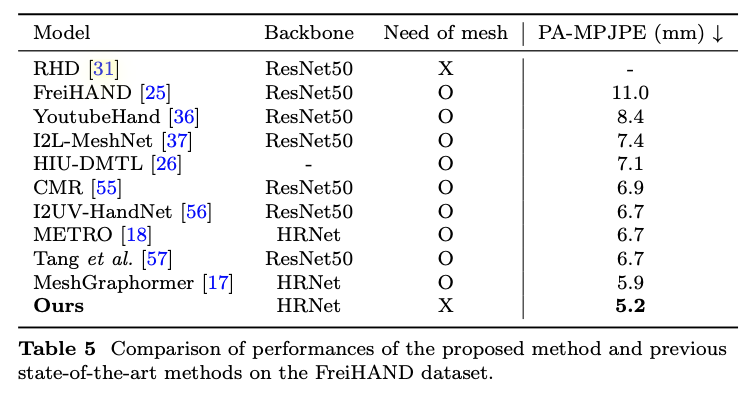 Model Backbone Need of mesh PA-MPJPE (mm) ↓
RHD [31] ResNet50 X -
FreiHAND [25] ResNet50 O 11.0
YoutubeHand [36] ResNet50 O 8.4
I2L-MeshNet [37] ResNet50 O 7.4
HIU-DMTL [26] - O 7.1
CMR [55] ResNet50 O 6.9
I2UV-HandNet [56] ResNet50 O 6.7
METRO [18] HRNet O 6.7
Tang et al. [57] ResNet50 O 6.7
MeshGraphormer [17] HRNet O 5.9
Ours HRNet X 5.2
Table 5 Comparison of performances of the proposed method and previous
state-of-the-art methods on the FreiHAND dataset.